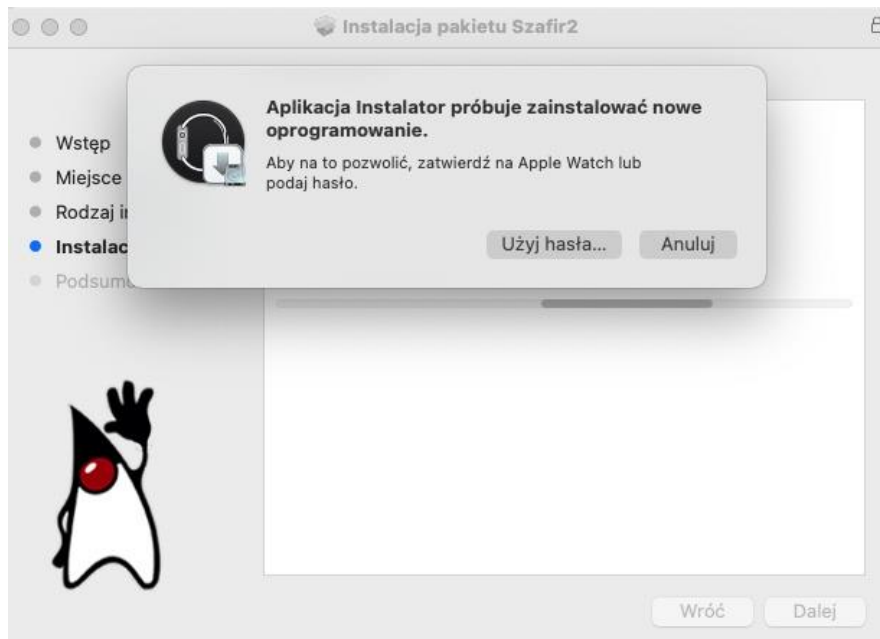 Instalacja pakietu Szafir2
Aplikacja Instalator próbuje zainstalować nowe
oprogramowanie.
Aby na to pozwolić, zatwierdź na Apple Watch lub
podaj hasło.
Użyj hasła... Anuluj
Wstęp
Miejsce
Rodzaj
Wróć Dalej